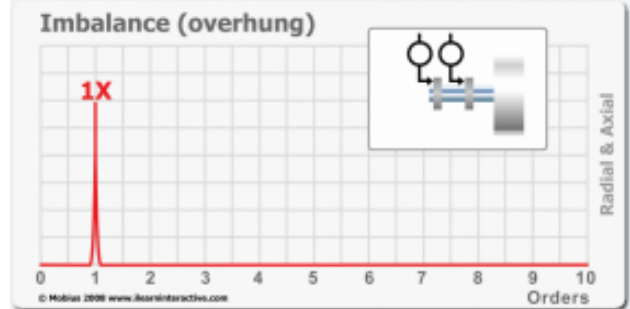 Imbalance (overhung)
1X
Radial & Axial
0 1 2 3 4 5 6 7 8 9 10
© Mobius 2008 www.ilearninteractive.com
Orders